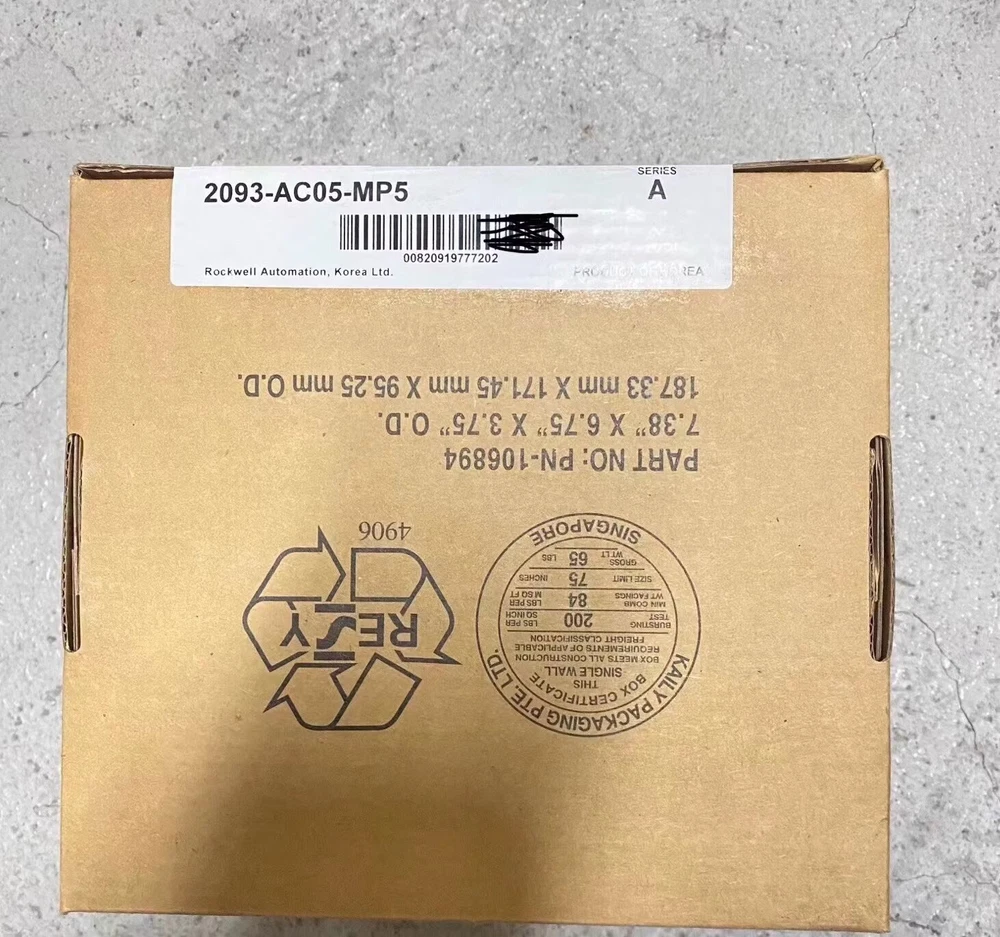 SERIES
2093-AC05-MP5
A
00820919777202
Rockwell Automation, Korea Ltd.
187.33 mm X 171.45 mm X 95.25 mm O.D.
7.38" X 6.75" X 3.75" O.D.
PART NO: PN-106894
4906
RESY
KAILY PACKAGING PTE. LTD.
BOX CERTIFICATE
THIS
SINGLE WALL
BOX MEETS ALL CONSTRUCTION
REQUIREMENTS OF APPLICABLE
FREIGHT CLASSIFICATION
BURSTING TEST 200 LBS PER SQ INCH
MIN COMB WT FACINGS 84 LBS PER M SQ FT
SIZE LIMIT 75 INCHES
GROSS WT LT 65 LBS
SINGAPORE